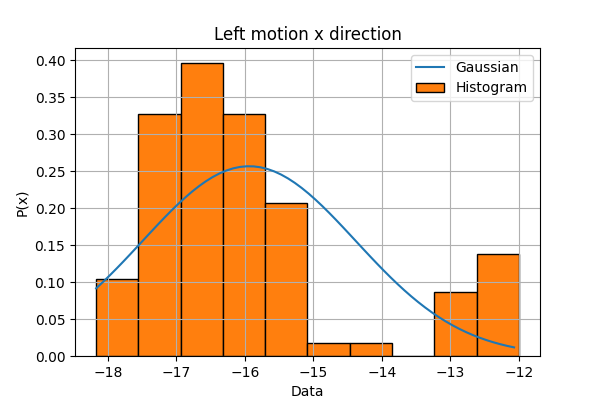 Left motion x direction
Gaussian
Histogram
0.40
0.35
0.30
0.25
0.20
0.15
0.10
0.05
0.00
P(x)
−18 −17 −16 −15 −14 −13 −12
Data